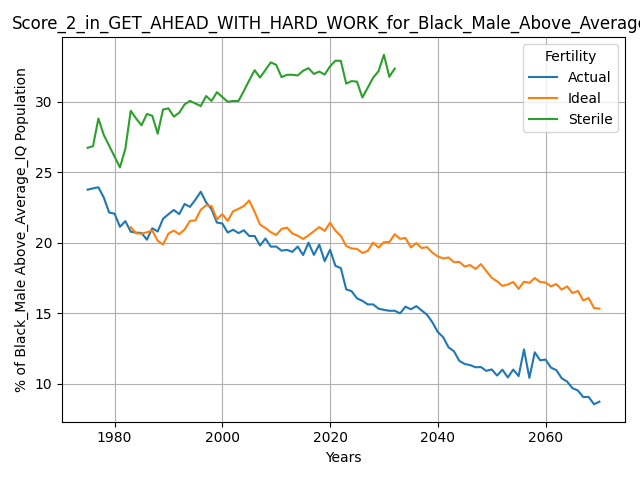 Score_2_in_GET_AHEAD_WITH_HARD_WORK_for_Black_Male_Above_Average
Fertility
Actual
Ideal
Sterile
% of Black_Male Above_Average_IQ Population
30
25
20
15
10
1980 2000 2020 2040 2060
Years